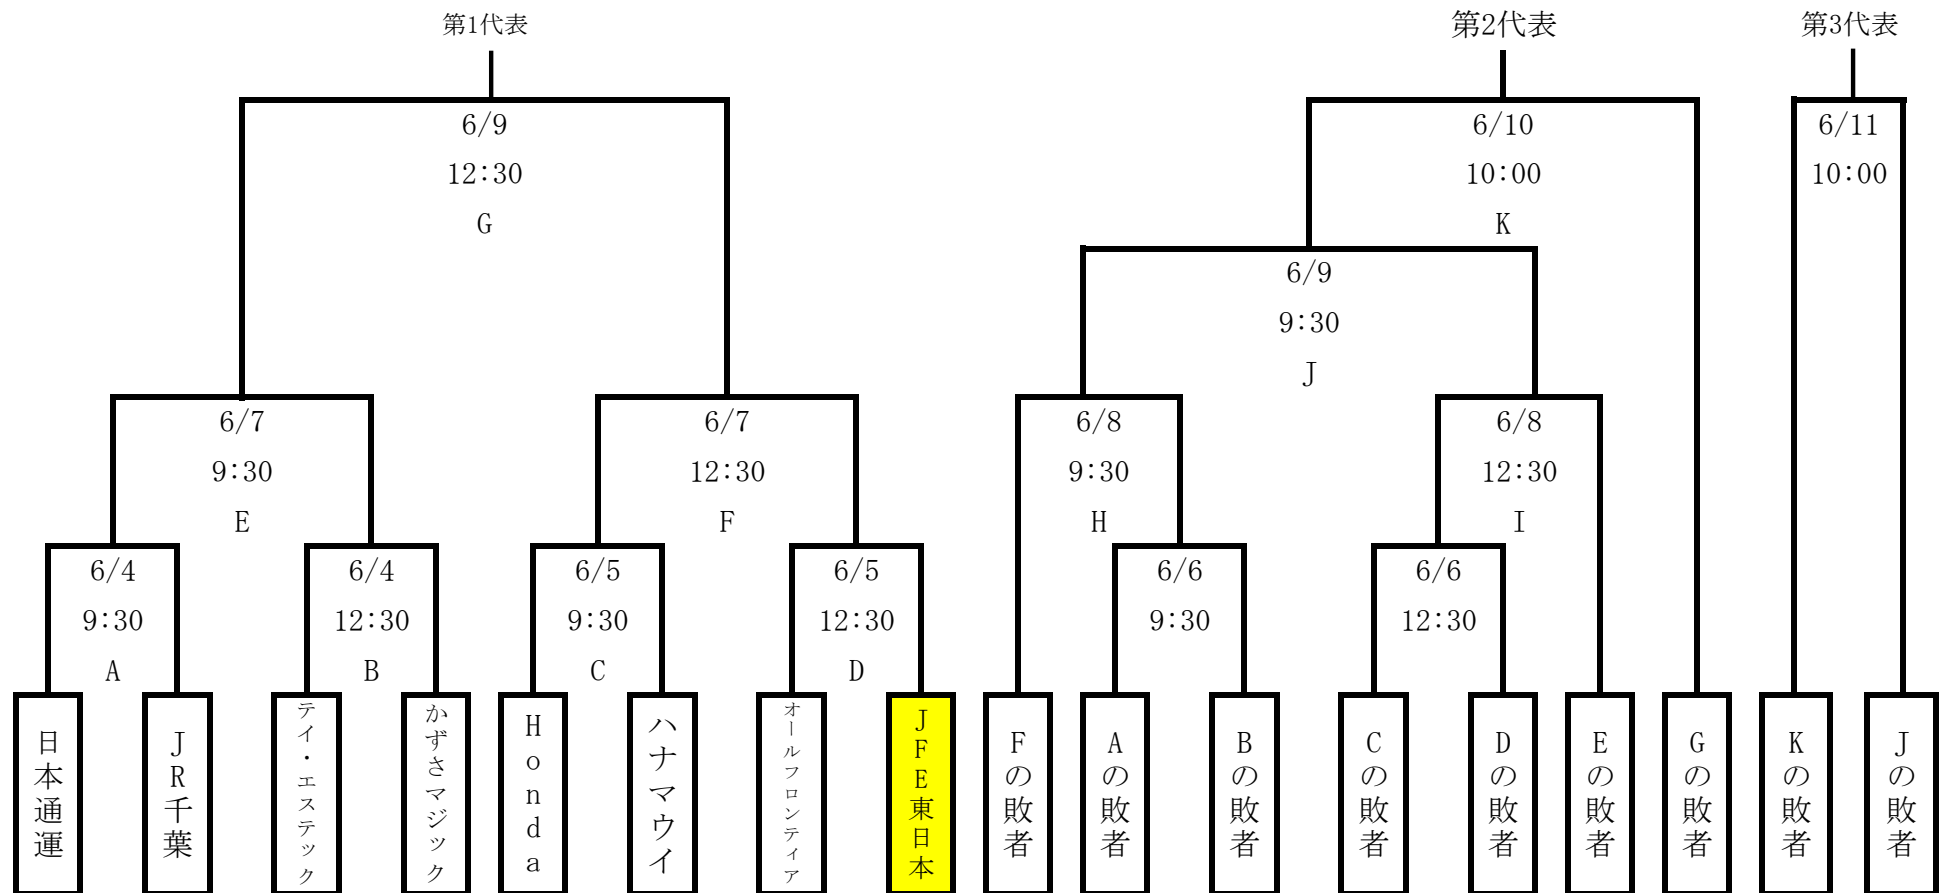 第1代表
第2代表
第3代表
6/9
12:30
G
6/10
10:00
K
6/11
10:00
6/9
9:30
J
6/7
9:30
E
6/7
12:30
F
6/8
9:30
H
6/8
12:30
I
6/4
9:30
A
6/4
12:30
B
6/5
9:30
C
6/5
12:30
D
6/6
9:30
6/6
12:30
日本通運
JR千葉
テイ・エステック
かずさマジック
Honda
ハナマウイ
オールフロンティア
JFE東日本
Fの敗者
Aの敗者
Bの敗者
Cの敗者
Dの敗者
Eの敗者
Gの敗者
Kの敗者
Jの敗者